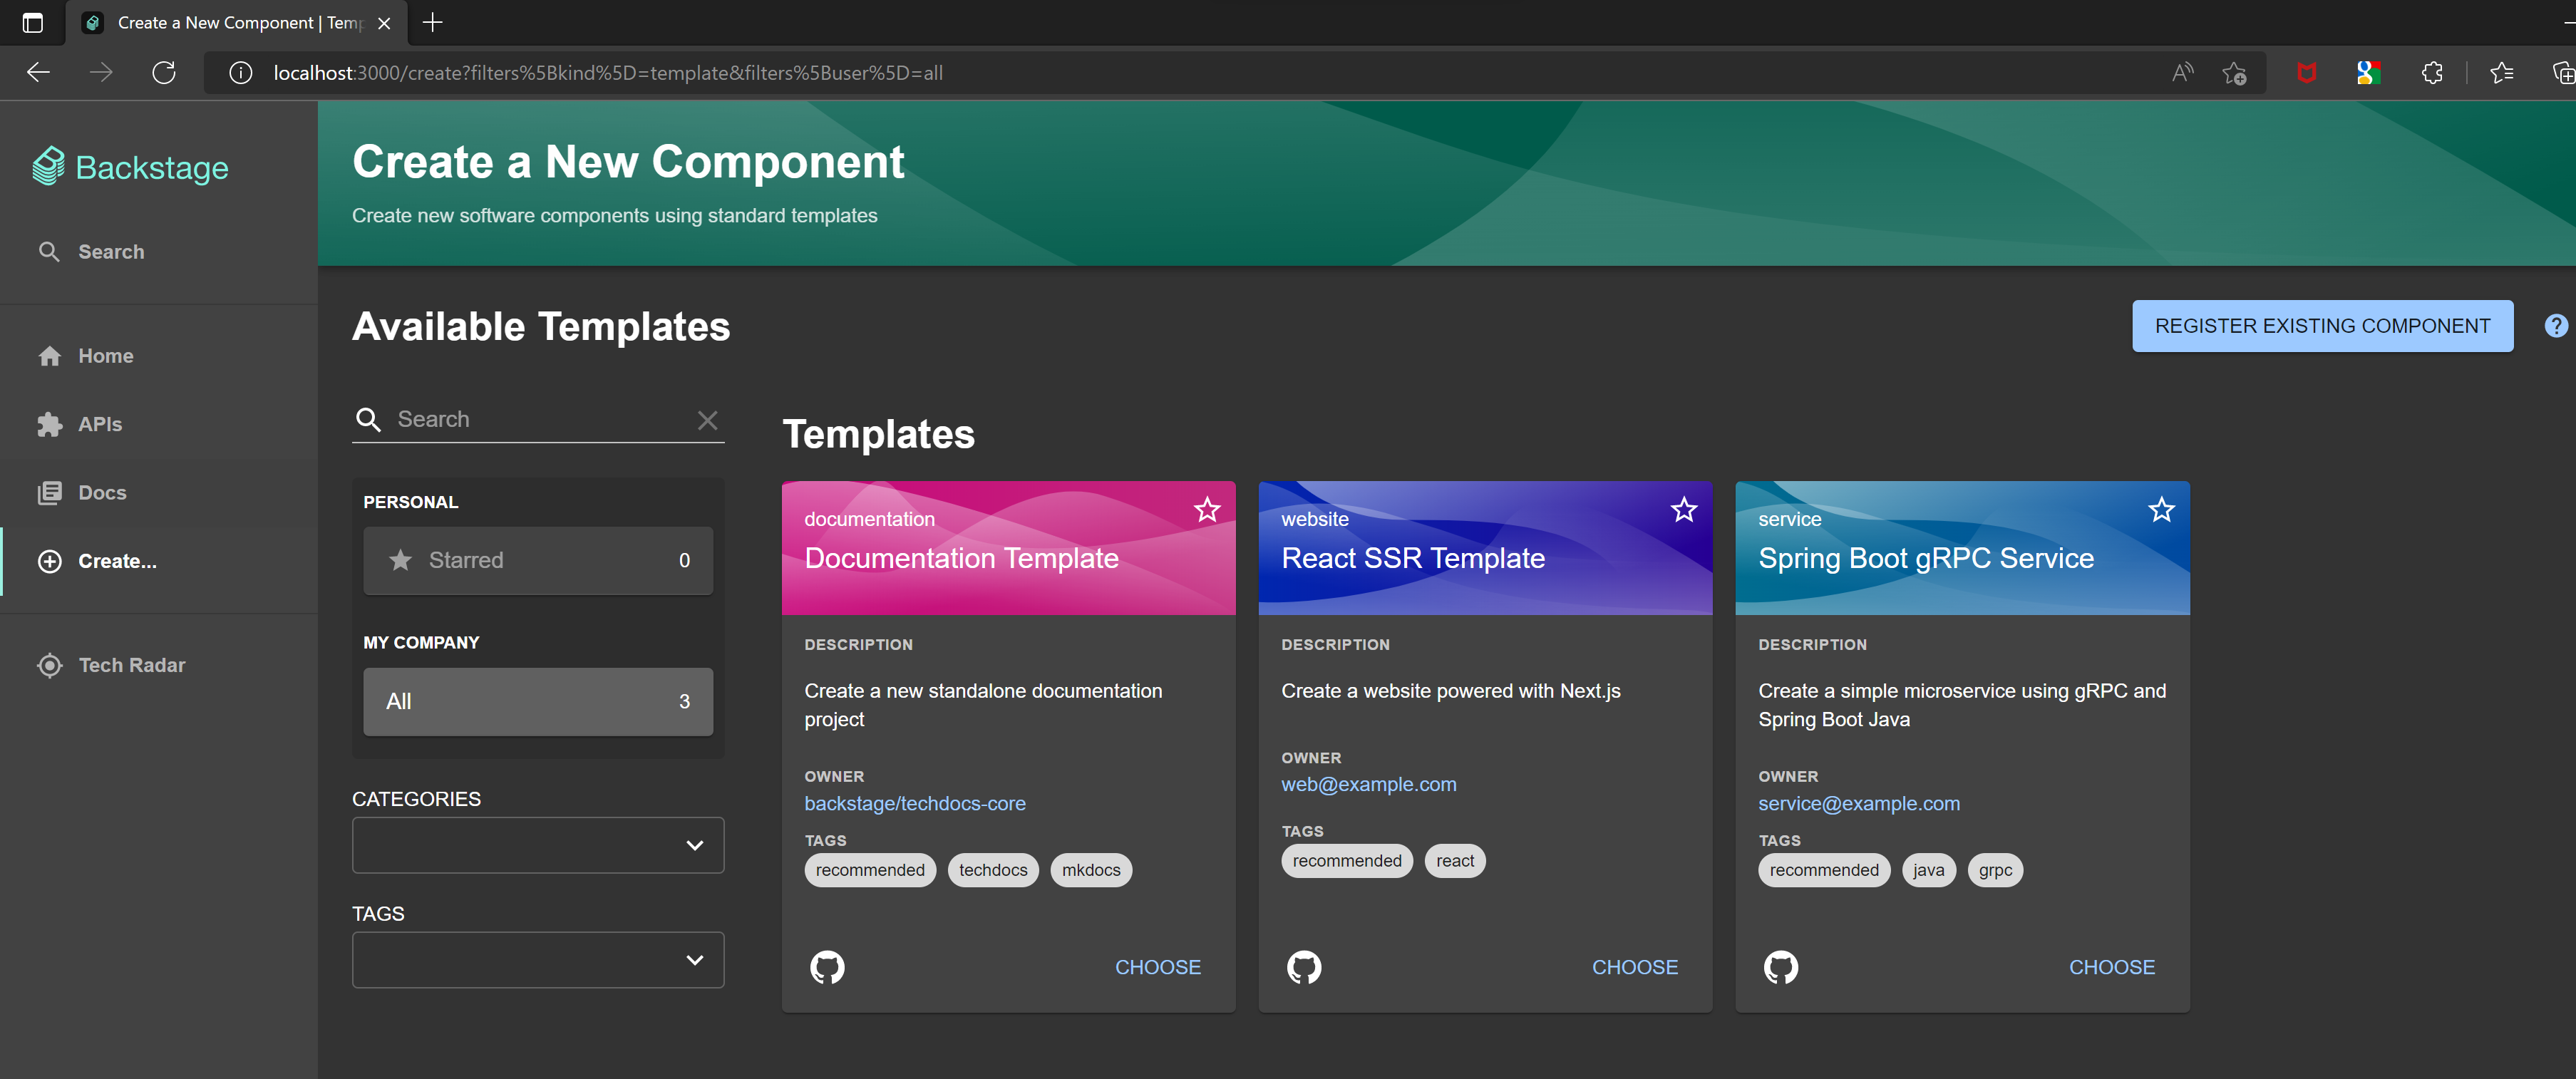 Create a New Component | Temp
localhost:3000/create?filters%5Bkind%5D=template&filters%5Buser%5D=all
Backstage
Search
Home
APIs
Docs
Create...
Tech Radar
Create a New Component
Create new software components using standard templates
Available Templates
REGISTER EXISTING COMPONENT
Search
PERSONAL
Starred 0
MY COMPANY
All 3
CATEGORIES
TAGS
Templates
documentation
Documentation Template
DESCRIPTION
Create a new standalone documentation
project
OWNER
backstage/techdocs-core
TAGS
recommended techdocs mkdocs
CHOOSE
website
React SSR Template
DESCRIPTION
Create a website powered with Next.js
OWNER
web@example.com
TAGS
recommended react
CHOOSE
service
Spring Boot gRPC Service
DESCRIPTION
Create a simple microservice using gRPC and
Spring Boot Java
OWNER
service@example.com
TAGS
recommended java grpc
CHOOSE